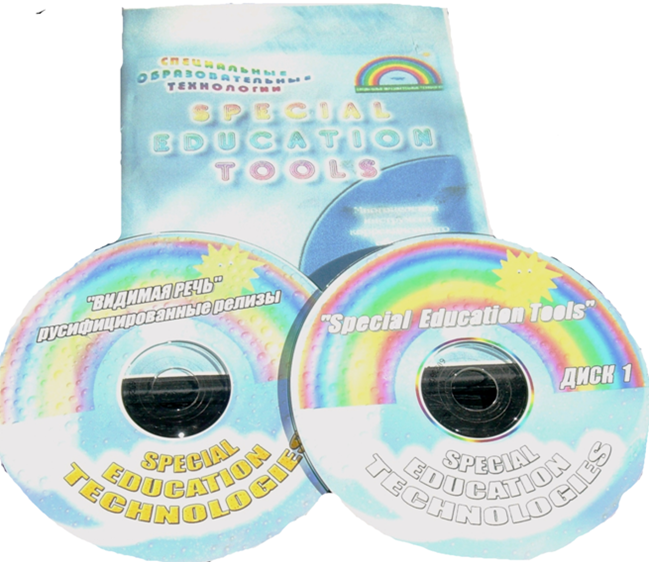 СПЕЦИАЛЬНЫЕ
ОБРАЗОВАТЕЛЬНЫЕ
ТЕХНОЛОГИИ
SPECIAL
EDUCATION
TOOLS
"ВИДИМАЯ РЕЧЬ"
русифицированные релизы
SPECIAL
EDUCATION
TECHNOLOGIES
"Special Education Tools"
ДИСК 1
SPECIAL
EDUCATION
TECHNOLOGIES